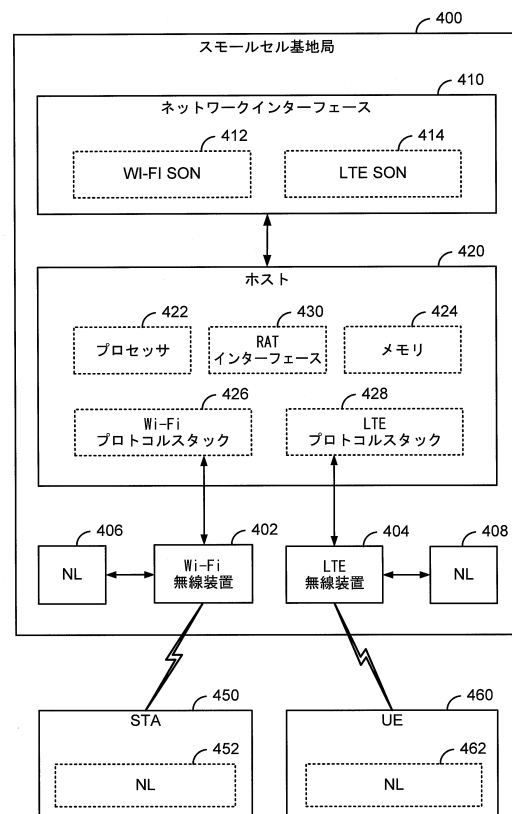 400
スモールセル基地局
410
ネットワークインターフェース
412
414
WI-FI SON
LTE SON
420
ホスト
422
430
424
プロセッサ
RAT
インターフェース
メモリ
426
428
Wi-Fi
プロトコルスタック
LTE
プロトコルスタック
406
402
404
408
NL
Wi-Fi
無線装置
LTE
無線装置
NL
450
460
STA
UE
452
462
NL
NL